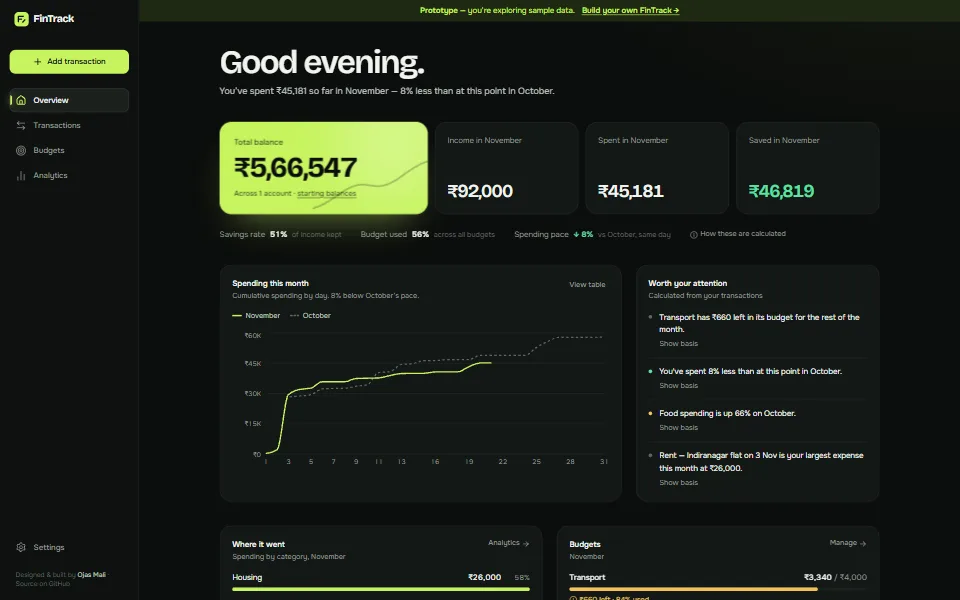 FinTrack
Prototype — you're exploring sample data. Build your own FinTrack →
+ Add transaction
Overview
Transactions
Budgets
Analytics
Settings
Designed & built by Ojas Mali
Source on GitHub
Good evening.
You've spent ₹45,181 so far in November — 8% less than at this point in October.
Total balance
₹5,66,547
Across 1 account · starting balances
Income in November
₹92,000
Spent in November
₹45,181
Saved in November
₹46,819
Savings rate 51% of income kept
Budget used 56% across all budgets
Spending pace ↓ 8% vs October, same day
How these are calculated
Spending this month
Cumulative spending by day. 8% below October's pace.
View table
November
October
₹60K
₹45K
₹30K
₹15K
₹0
1 3 5 7 9 11 13 16 19 22 25 28 31
Worth your attention
Calculated from your transactions
Transport has ₹660 left in its budget for the rest of the
month.
Show basis
You've spent 8% less than at this point in October.
Show basis
Food spending is up 66% on October.
Show basis
Rent — Indiranagar flat on 3 Nov is your largest expense
this month at ₹26,000.
Show basis
Where it went
Spending by category, November
Analytics →
Housing ₹26,000 58%
Budgets
November
Manage →
Transport ₹3,340 / ₹4,000
₹660 left · 84% used